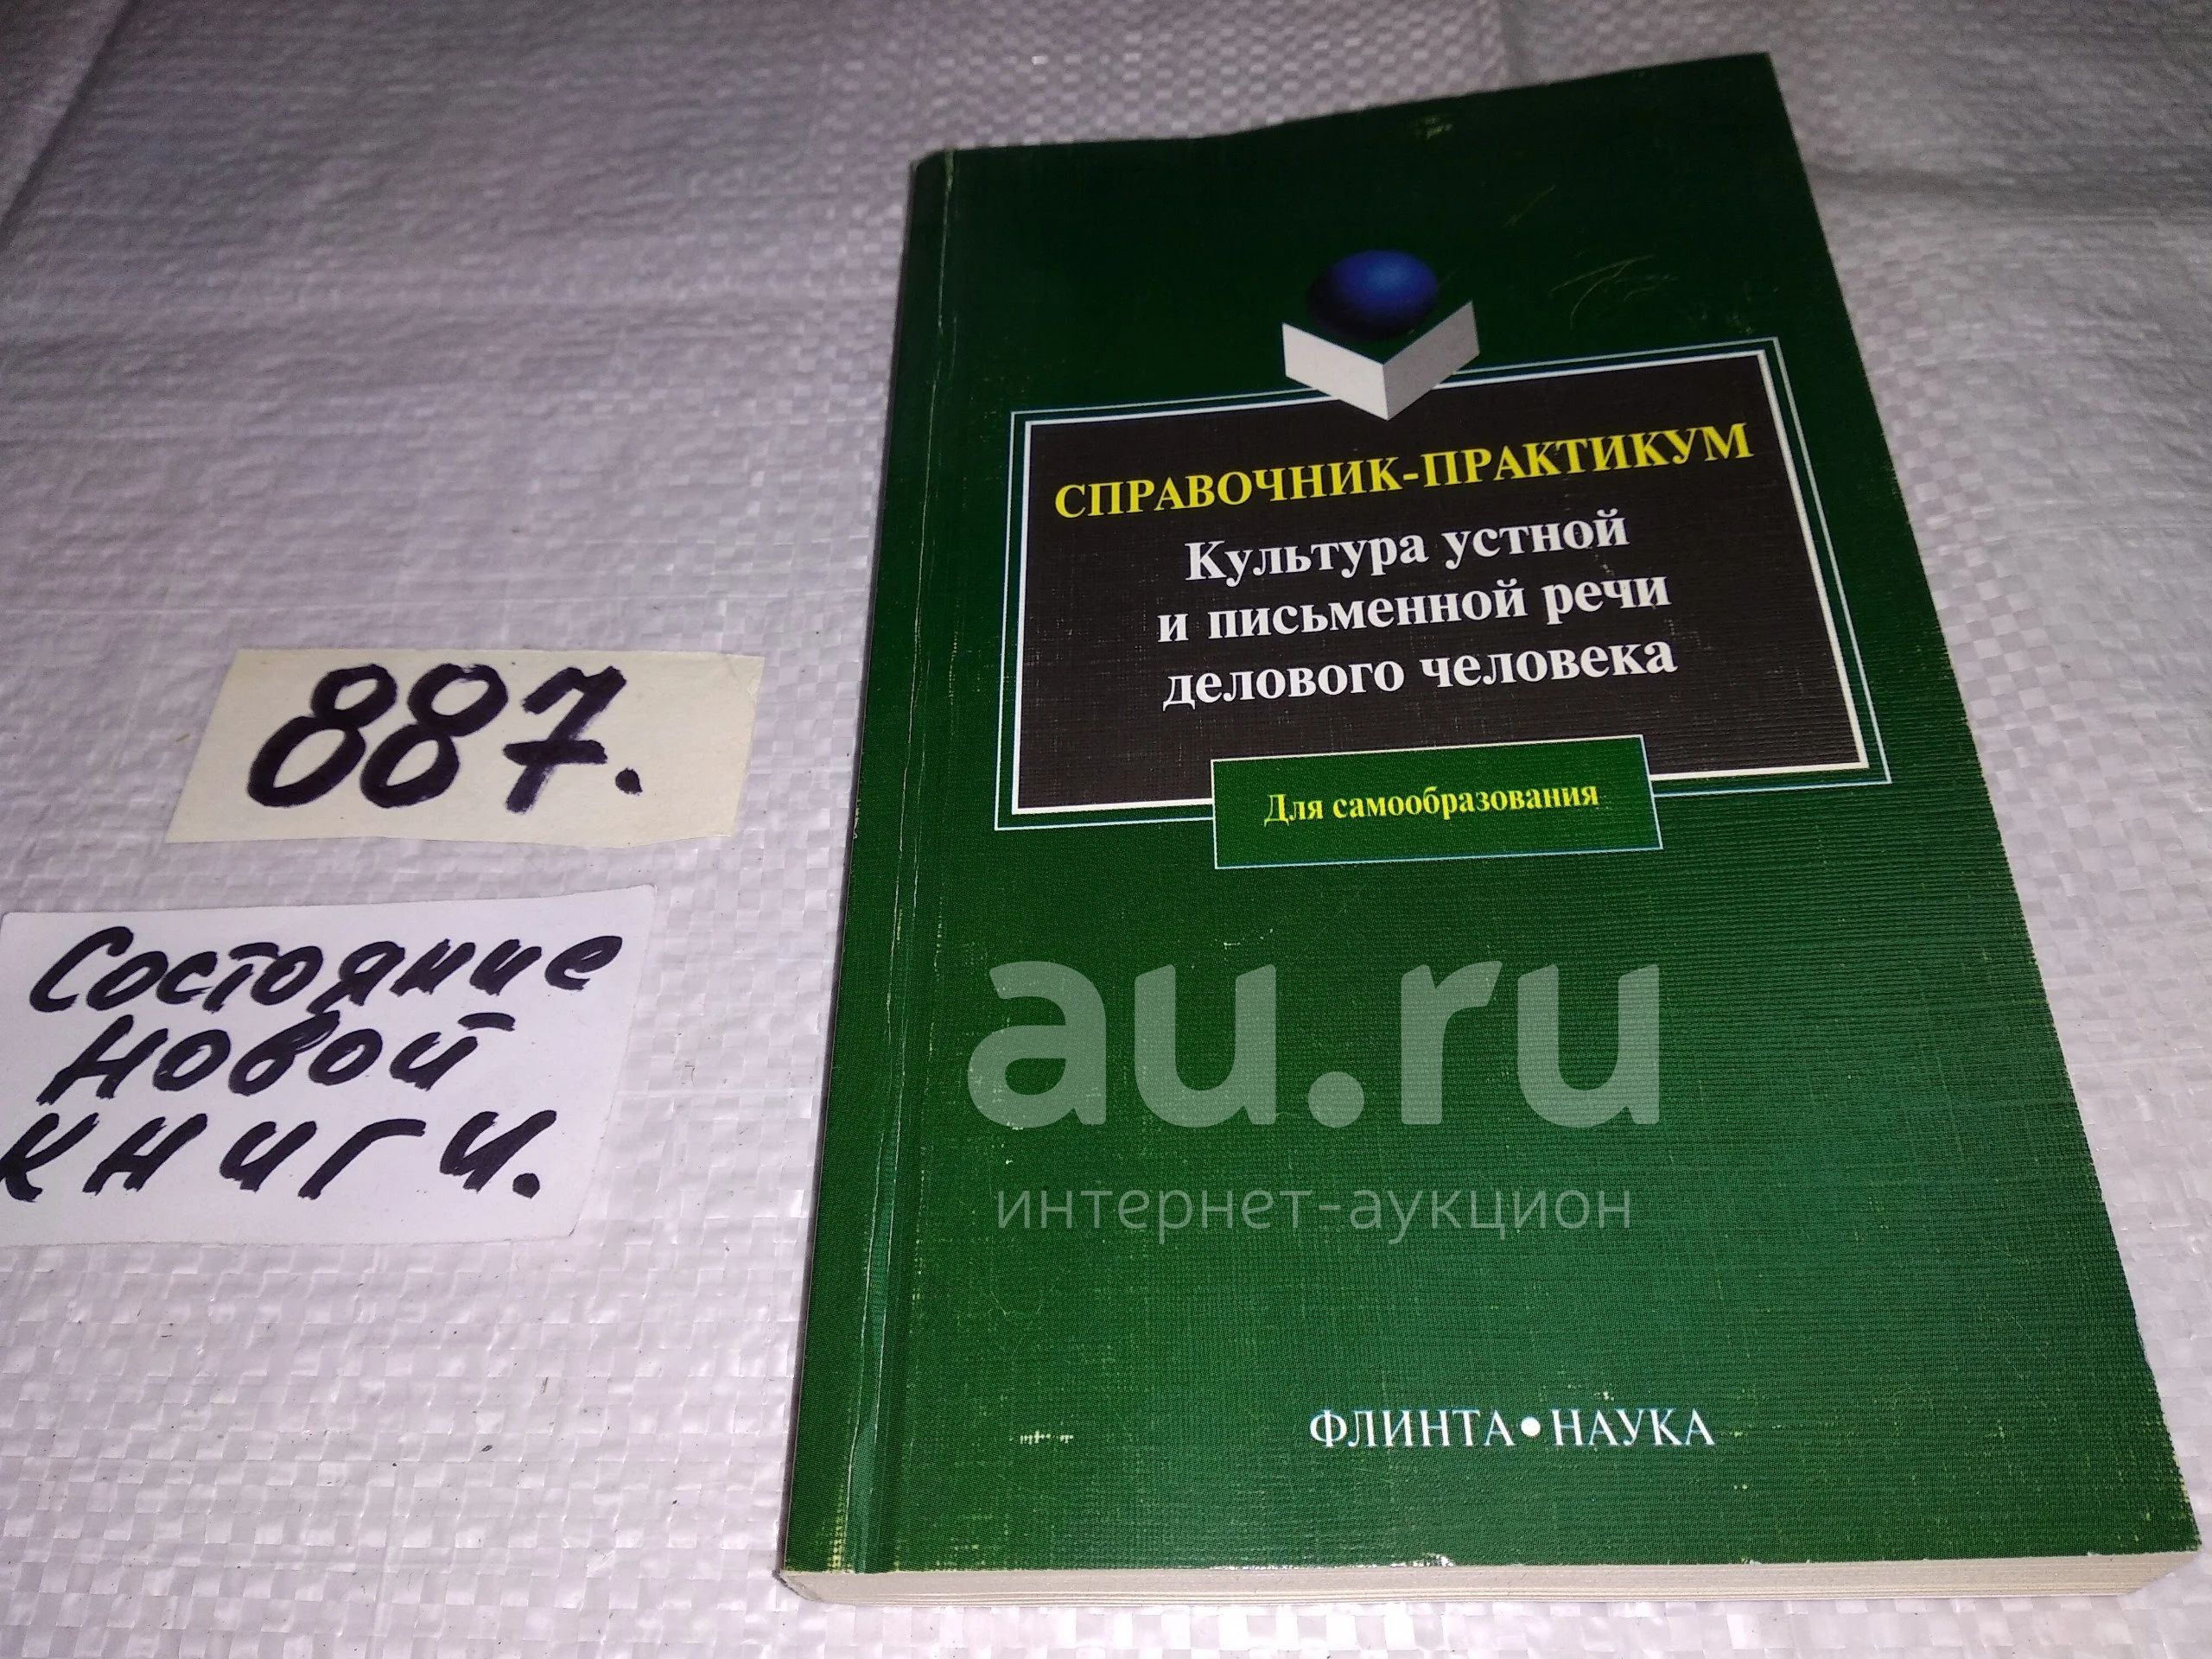 887.
Состояние
новой
книги.
СПРАВОЧНИК-ПРАКТИКУМ
Культура устной
и письменной речи
делового человека
Для самообразования
au.ru
интернет-аукцион
ФЛИНТА•НАУКА